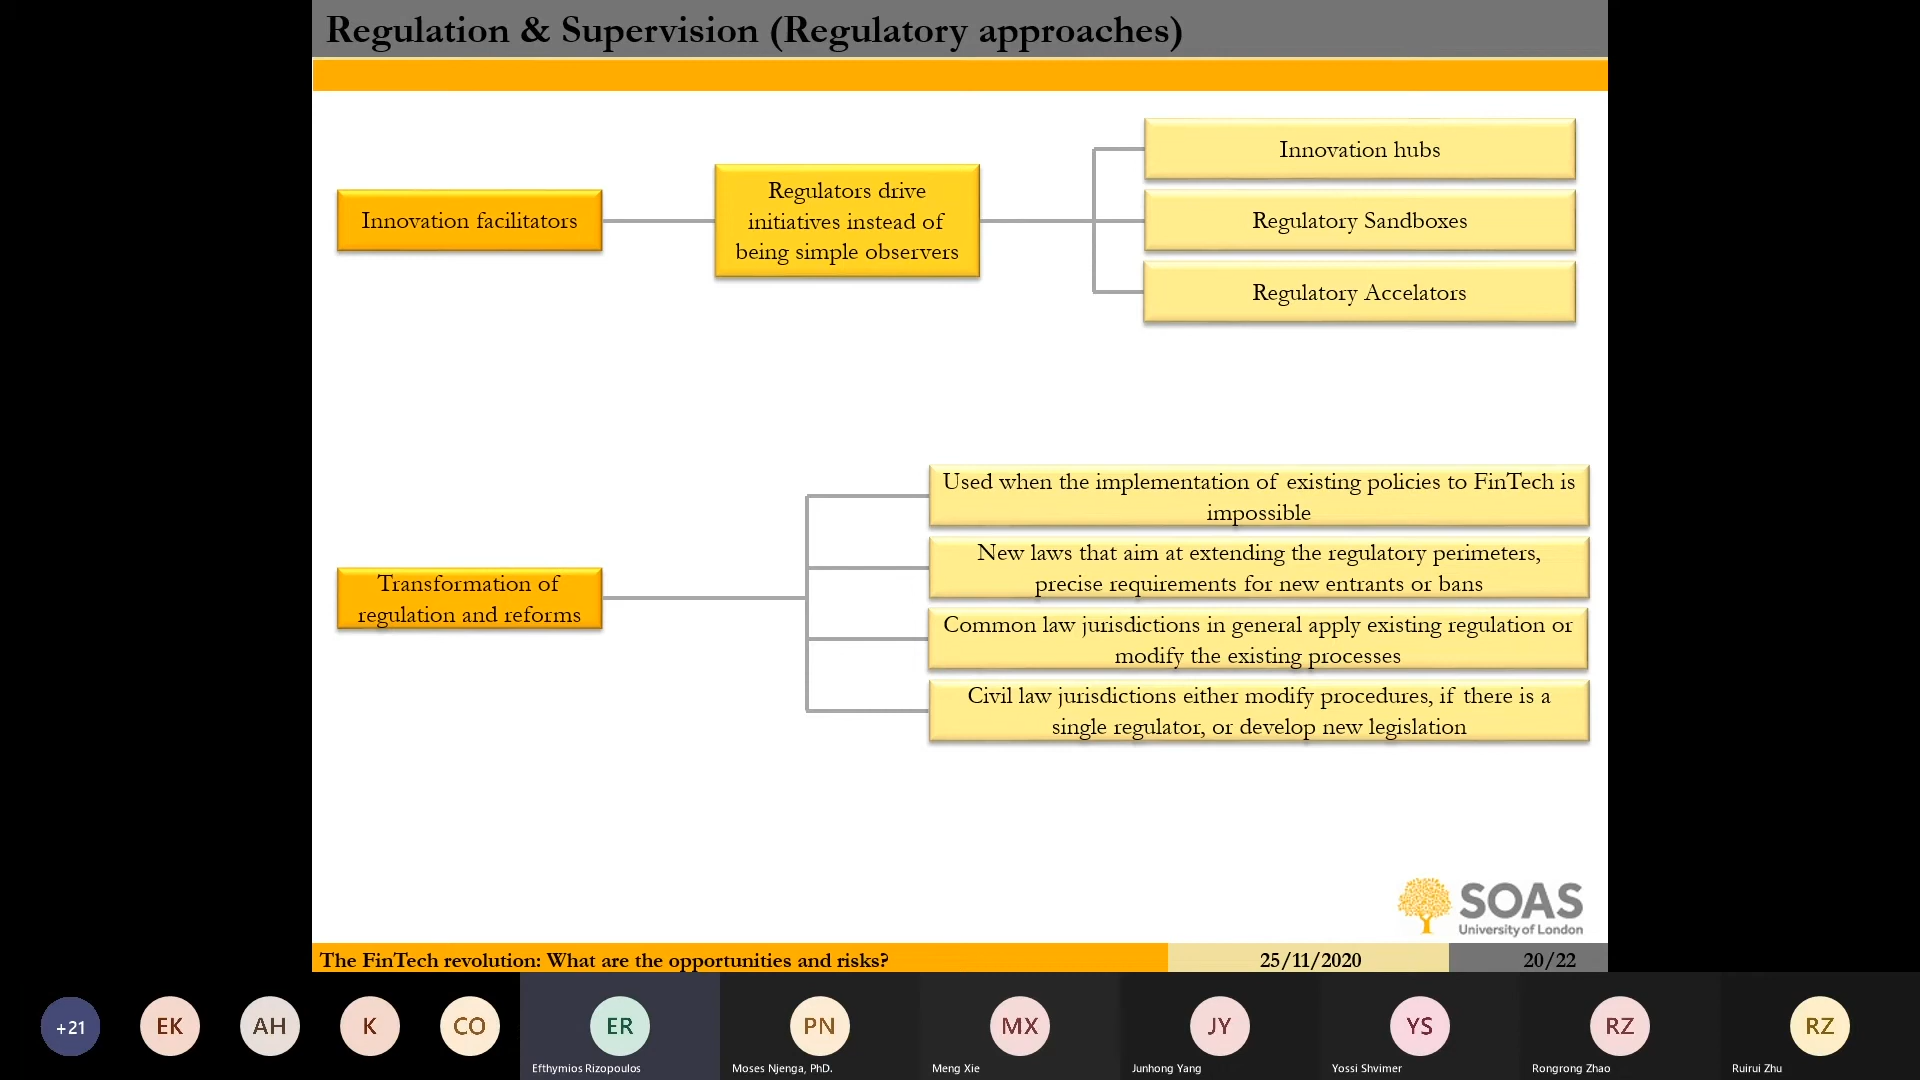 Regulation & Supervision (Regulatory approaches)
Innovation facilitators
Regulators drive
initiatives instead of
being simple observers
Innovation hubs
Regulatory Sandboxes
Regulatory Accelators
Transformation of
regulation and reforms
Used when the implementation of existing policies to FinTech is
impossible
New laws that aim at extending the regulatory perimeters,
precise requirements for new entrants or bans
Common law jurisdictions in general apply existing regulation or
modify the existing processes
Civil law jurisdictions either modify procedures, if there is a
single regulator, or develop new legislation
SOAS
University of London
The FinTech revolution: What are the opportunities and risks?
25/11/2020
20/22
+21
EK
AH
K
CO
ER
PN
MX
JY
YS
RZ
RZ
Efthymios Rizopoulos
Moses Njenga, PhD.
Meng Xie
Junhong Yang
Yossi Shvimer
Rongrong Zhao
Ruirui Zhu